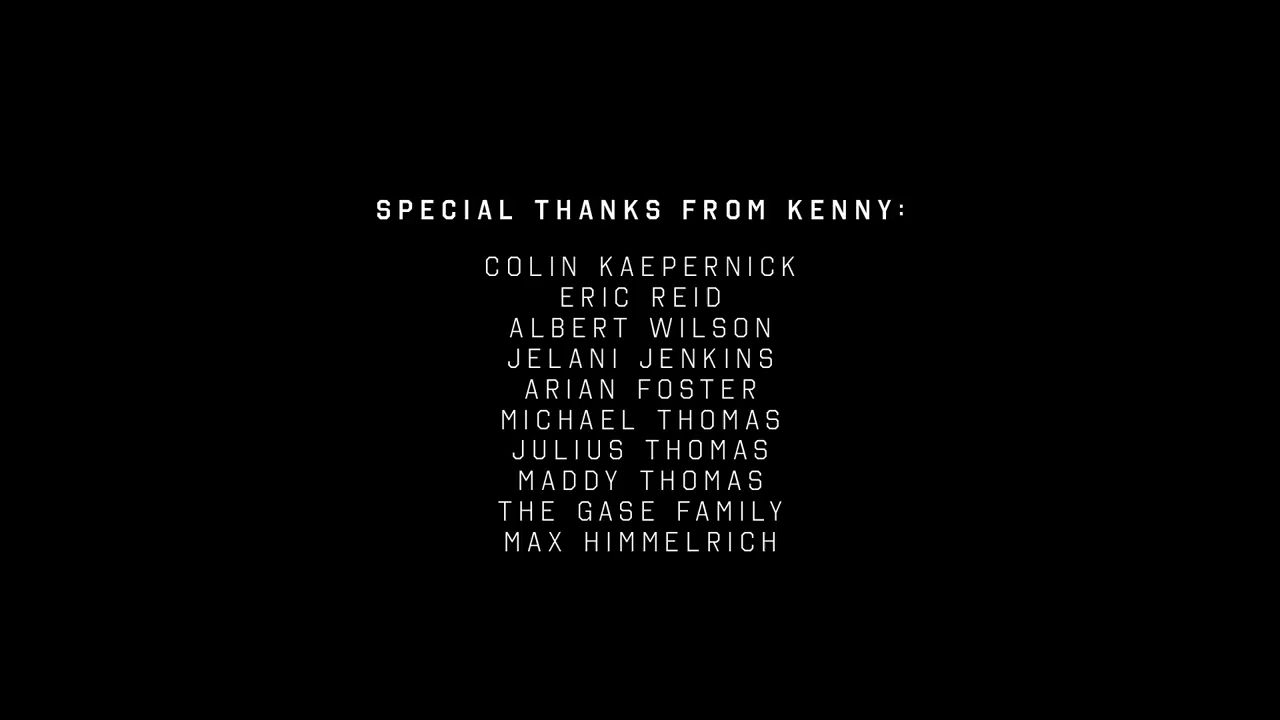 SPECIAL THANKS FROM KENNY:
COLIN KAEPERNICK
ERIC REID
ALBERT WILSON
JELANI JENKINS
ARIAN FOSTER
MICHAEL THOMAS
JULIUS THOMAS
MADDY THOMAS
THE GASE FAMILY
MAX HIMMELRICH